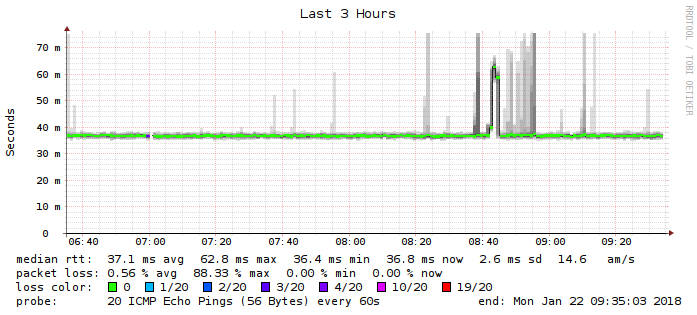 Last 3 Hours
RRDTOOL / TOBI OETIKER
Seconds
70 m
60 m
50 m
40 m
30 m
20 m
10 m
0
06:40 07:00 07:20 07:40 08:00 08:20 08:40 09:00 09:20
median rtt: 37.1 ms avg 62.8 ms max 36.4 ms min 36.8 ms now 2.6 ms sd 14.6 am/s
packet loss: 0.56 % avg 88.33 % max 0.00 % min 0.00 % now
loss color: 0 1/20 2/20 3/20 4/20 10/20 19/20
probe: 20 ICMP Echo Pings (56 Bytes) every 60s end: Mon Jan 22 09:35:03 2018